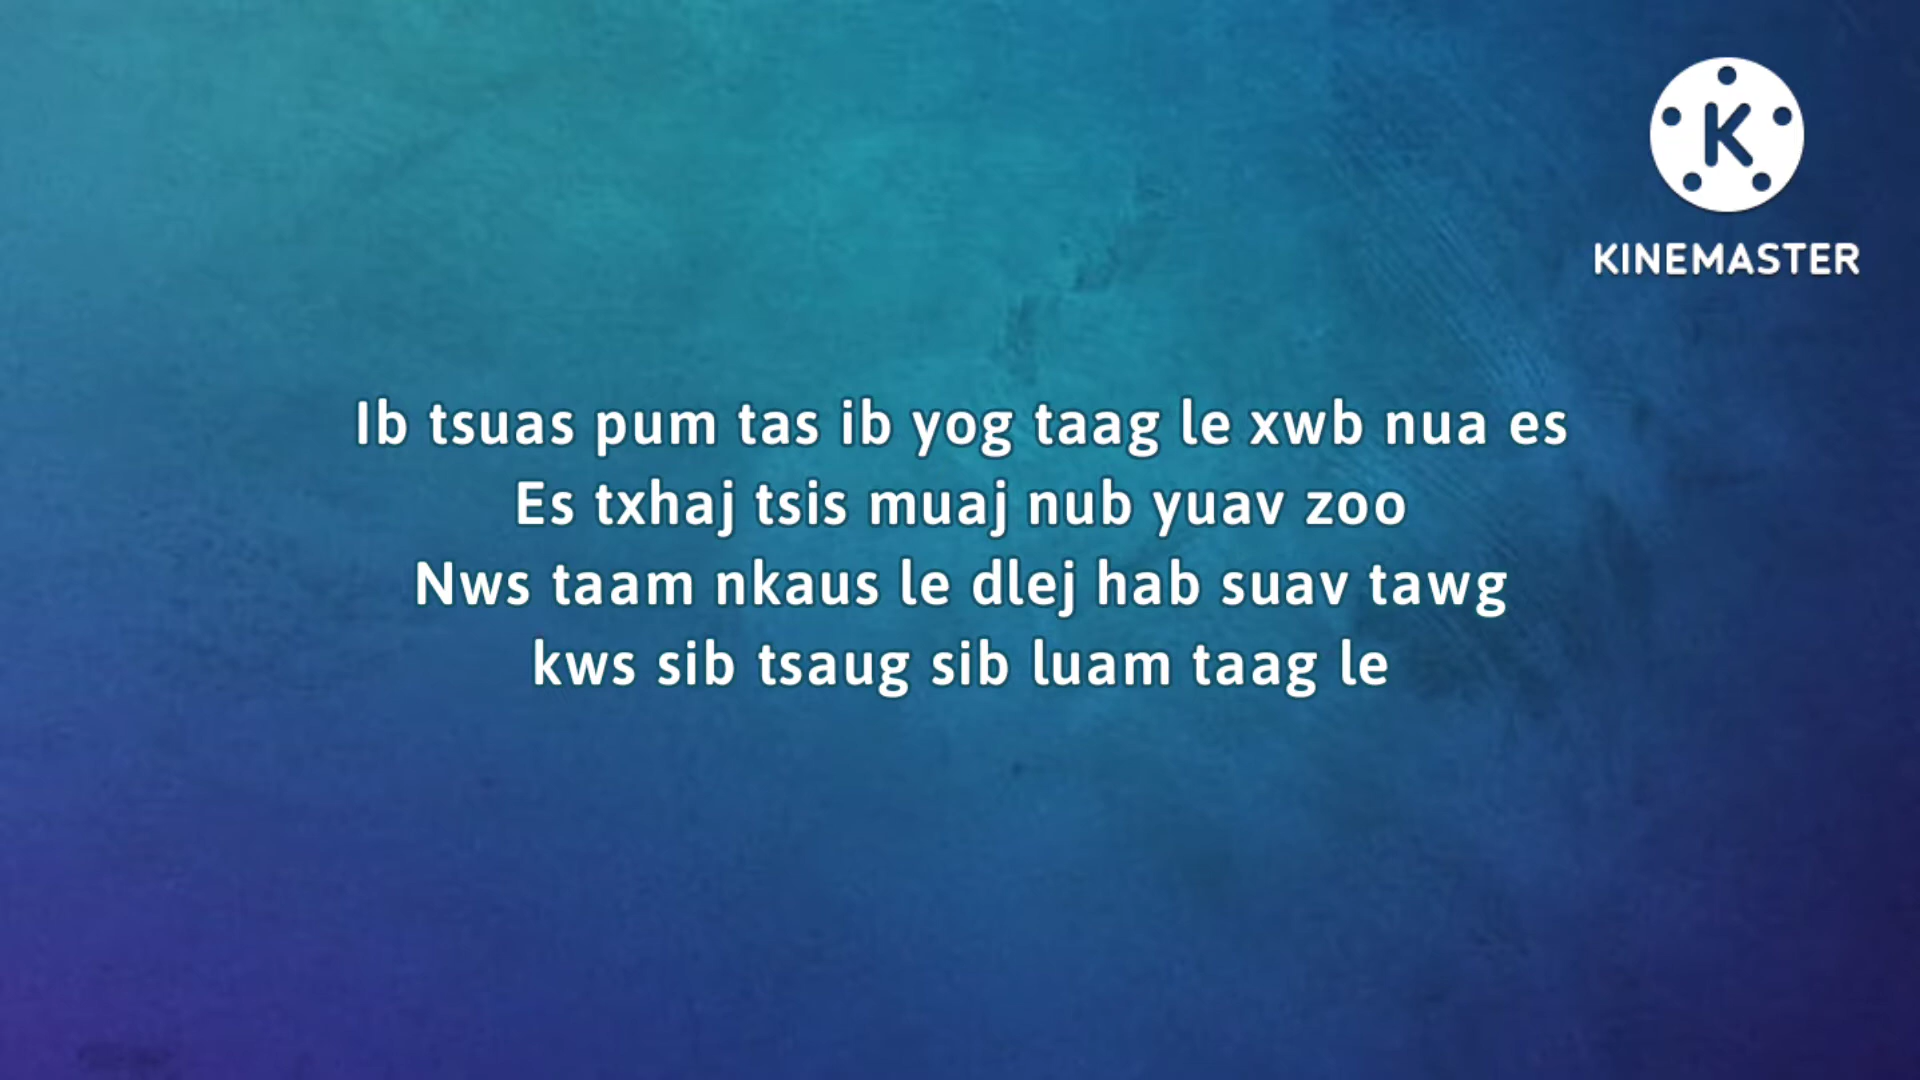 KINEMASTER
Ib tsuas pum tas ib yog taag le xwb nua es
Es txhaj tsis muaj nub yuav zoo
Nws taam nkaus le dlej hab suav tawg
kws sib tsaug sib luam taag le